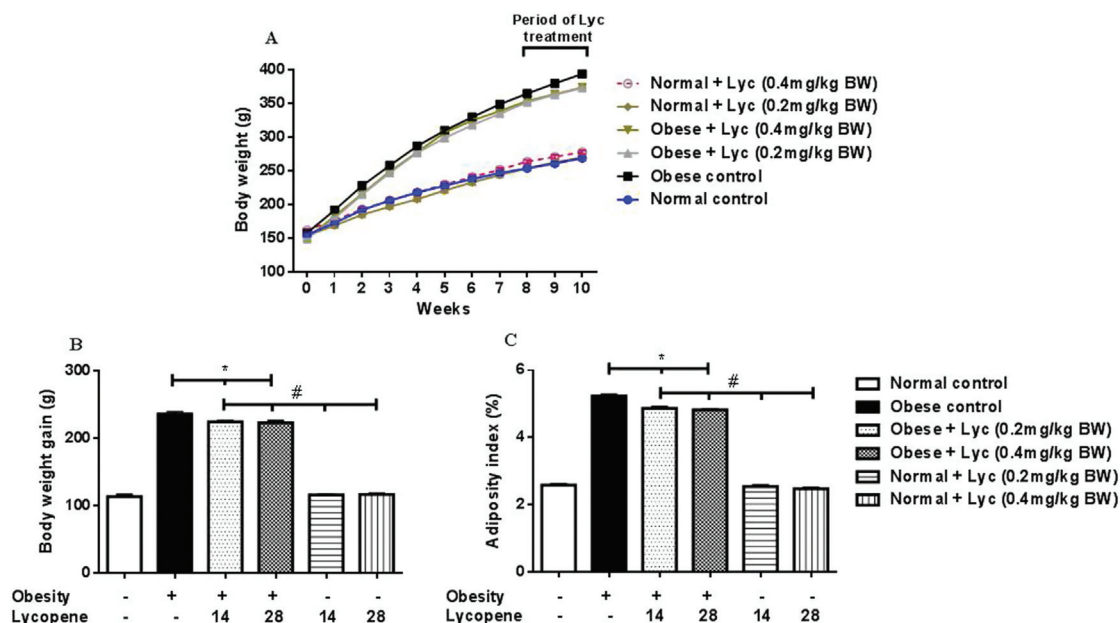 A
Period of Lyc
treatment
Body weight (g)
400
350
300
250
200
150
100
0 1 2 3 4 5 6 7 8 9 10
Weeks
Normal + Lyc (0.4mg/kg BW)
Normal + Lyc (0.2mg/kg BW)
Obese + Lyc (0.4mg/kg BW)
Obese + Lyc (0.2mg/kg BW)
Obese control
Normal control
B
Body weight gain (g)
300
200
100
0
*
#
Obesity - + + + - -
Lycopene - - 14 28 14 28
C
Adiposity index (%)
6
4
2
0
*
#
- + + + - -
- - 14 28 14 28
Normal control
Obese control
Obese + Lyc (0.2mg/kg BW)
Obese + Lyc (0.4mg/kg BW)
Normal + Lyc (0.2mg/kg BW)
Normal + Lyc (0.4mg/kg BW)